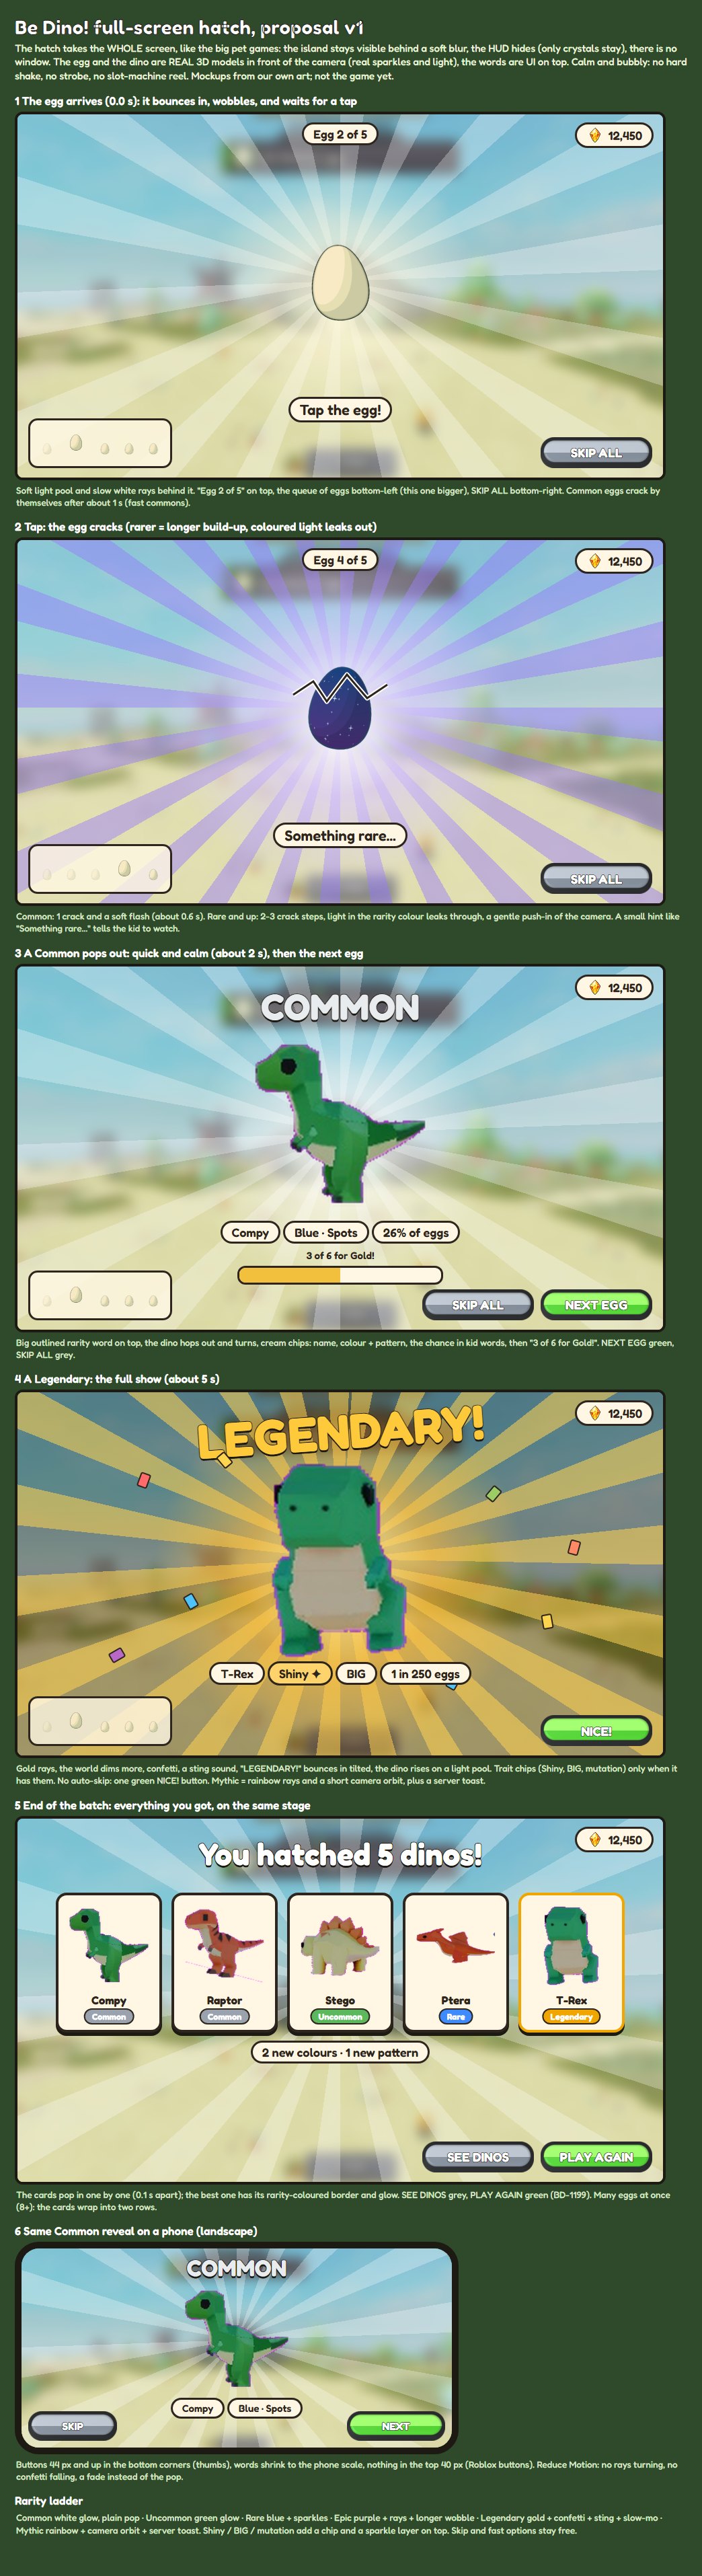 Be Dino! full-screen hatch, proposal v1
The hatch takes the WHOLE screen, like the big pet games: the island stays visible behind a soft blur, the HUD hides (only crystals stay), there is no
window. The egg and the dino are REAL 3D models in front of the camera (real sparkles and light), the words are UI on top. Calm and bubbly: no hard
shake, no strobe, no slot-machine reel. Mockups from our own art; not the game yet.
1 The egg arrives (0.0 s): it bounces in, wobbles, and waits for a tap
Egg 2 of 5
12,450
Tap the egg!
SKIP ALL
Soft light pool and slow white rays behind it. "Egg 2 of 5" on top, the queue of eggs bottom-left (this one bigger), SKIP ALL bottom-right. Common eggs crack by
themselves after about 1 s (fast commons).
2 Tap: the egg cracks (rarer = longer build-up, coloured light leaks out)
Egg 4 of 5
12,450
Something rare...
SKIP ALL
Common: 1 crack and a soft flash (about 0.6 s). Rare and up: 2-3 crack steps, light in the rarity colour leaks through, a gentle push-in of the camera. A small hint like
"Something rare..." tells the kid to watch.
3 A Common pops out: quick and calm (about 2 s), then the next egg
12,450
COMMON
Compy
Blue · Spots
26% of eggs
3 of 6 for Gold!
SKIP ALL
NEXT EGG
Big outlined rarity word on top, the dino hops out and turns, cream chips: name, colour + pattern, the chance in kid words, then "3 of 6 for Gold!". NEXT EGG green,
SKIP ALL grey.
4 A Legendary: the full show (about 5 s)
12,450
LEGENDARY!
T-Rex
Shiny ✦
BIG
1 in 250 eggs
NICE!
Gold rays, the world dims more, confetti, a sting sound, "LEGENDARY!" bounces in tilted, the dino rises on a light pool. Trait chips (Shiny, BIG, mutation) only when it
has them. No auto-skip: one green NICE! button. Mythic = rainbow rays and a short camera orbit, plus a server toast.
5 End of the batch: everything you got, on the same stage
12,450
You hatched 5 dinos!
Compy
Common
Raptor
Common
Stego
Uncommon
Ptera
Rare
T-Rex
Legendary
2 new colours · 1 new pattern
SEE DINOS
PLAY AGAIN
The cards pop in one by one (0.1 s apart); the best one has its rarity-coloured border and glow. SEE DINOS grey, PLAY AGAIN green (BD-1199). Many eggs at once
(8+): the cards wrap into two rows.
6 Same Common reveal on a phone (landscape)
COMMON
Compy
Blue · Spots
SKIP
NEXT
Buttons 44 px and up in the bottom corners (thumbs), words shrink to the phone scale, nothing in the top 40 px (Roblox buttons). Reduce Motion: no rays turning, no
confetti falling, a fade instead of the pop.
Rarity ladder
Common white glow, plain pop · Uncommon green glow · Rare blue + sparkles · Epic purple + rays + longer wobble · Legendary gold + confetti + sting + slow-mo ·
Mythic rainbow + camera orbit + server toast. Shiny / BIG / mutation add a chip and a sparkle layer on top. Skip and fast options stay free.